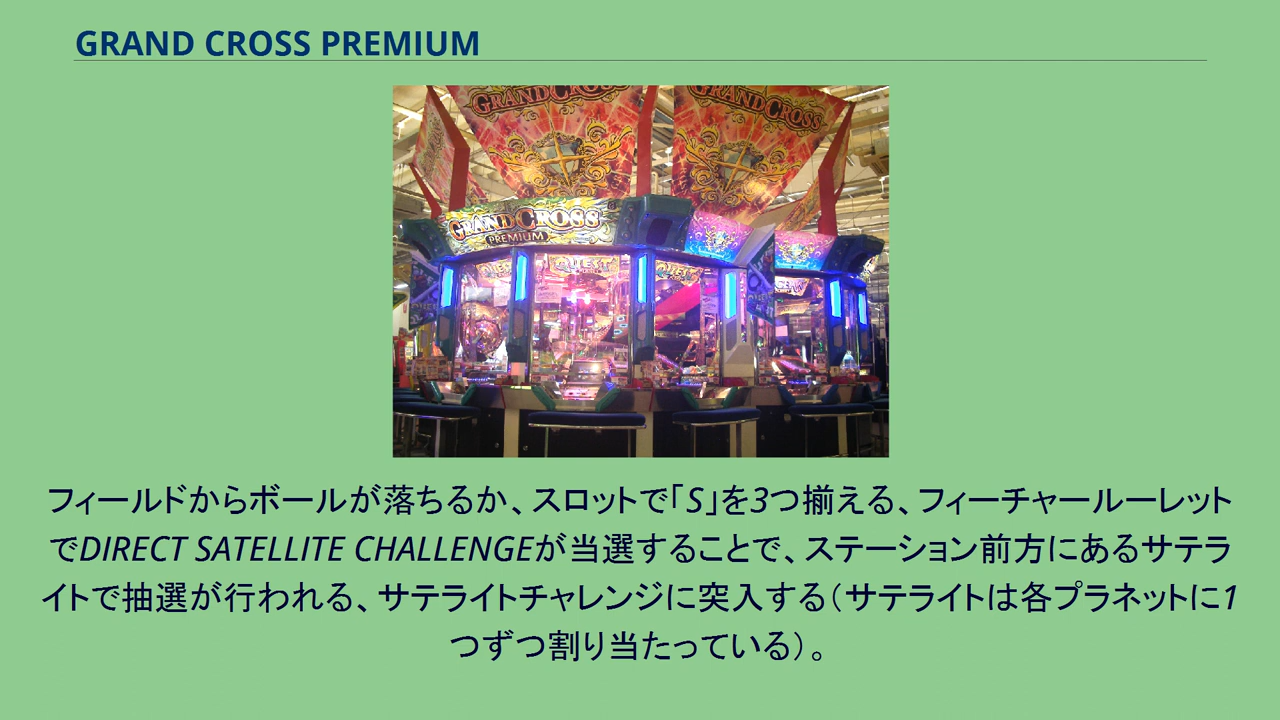 GRAND CROSS PREMIUM
GRAND CROSS
GRAND CROSS
GRAND CROSS
PREMIUM
QUEST
QUEST
フィールドからボールが落ちるか、スロットで「S」を3つ揃える、フィーチャールーレット
でDIRECT SATELLITE CHALLENGEが当選することで、ステーション前方にあるサテラ
イトで抽選が行われる、サテライトチャレンジに突入する（サテライトは各プラネットに1
つずつ割り当たっている）。